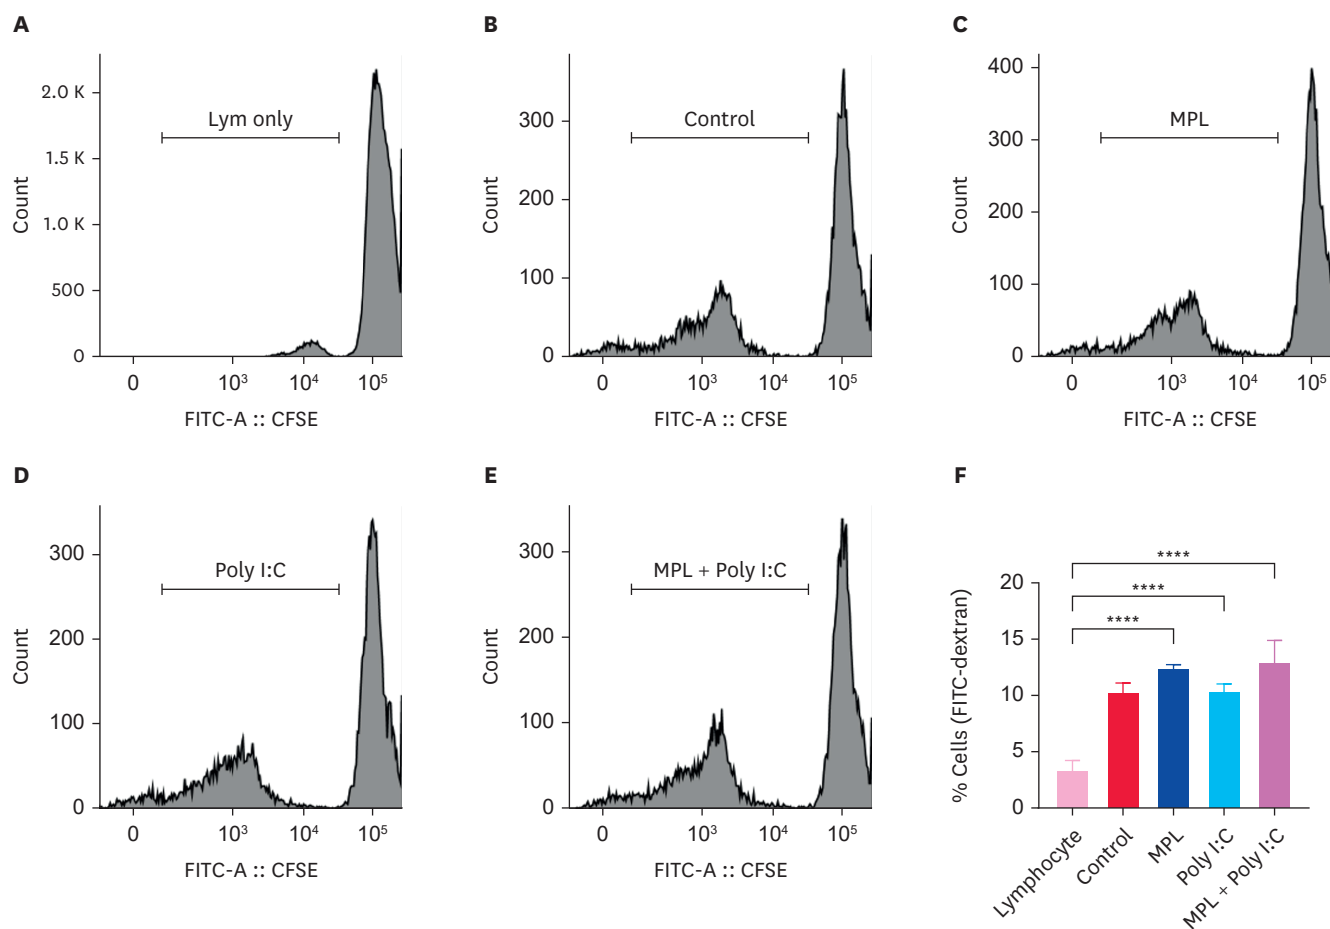 A
Lym only
2.0 K
1.5 K
1.0 K
500
0
Count
0 10³ 10⁴ 10⁵
FITC-A :: CFSE
B
Control
300
200
100
0
Count
0 10³ 10⁴ 10⁵
FITC-A :: CFSE
C
MPL
400
300
200
100
0
Count
0 10³ 10⁴ 10⁵
FITC-A :: CFSE
D
Poly I:C
300
200
100
0
Count
0 10³ 10⁴ 10⁵
FITC-A :: CFSE
E
MPL + Poly I:C
300
200
100
0
Count
0 10³ 10⁴ 10⁵
FITC-A :: CFSE
F
****
****
****
20
15
10
5
0
% Cells (FITC-dextran)
Lymphocyte
Control
MPL
Poly I:C
MPL + Poly I:C